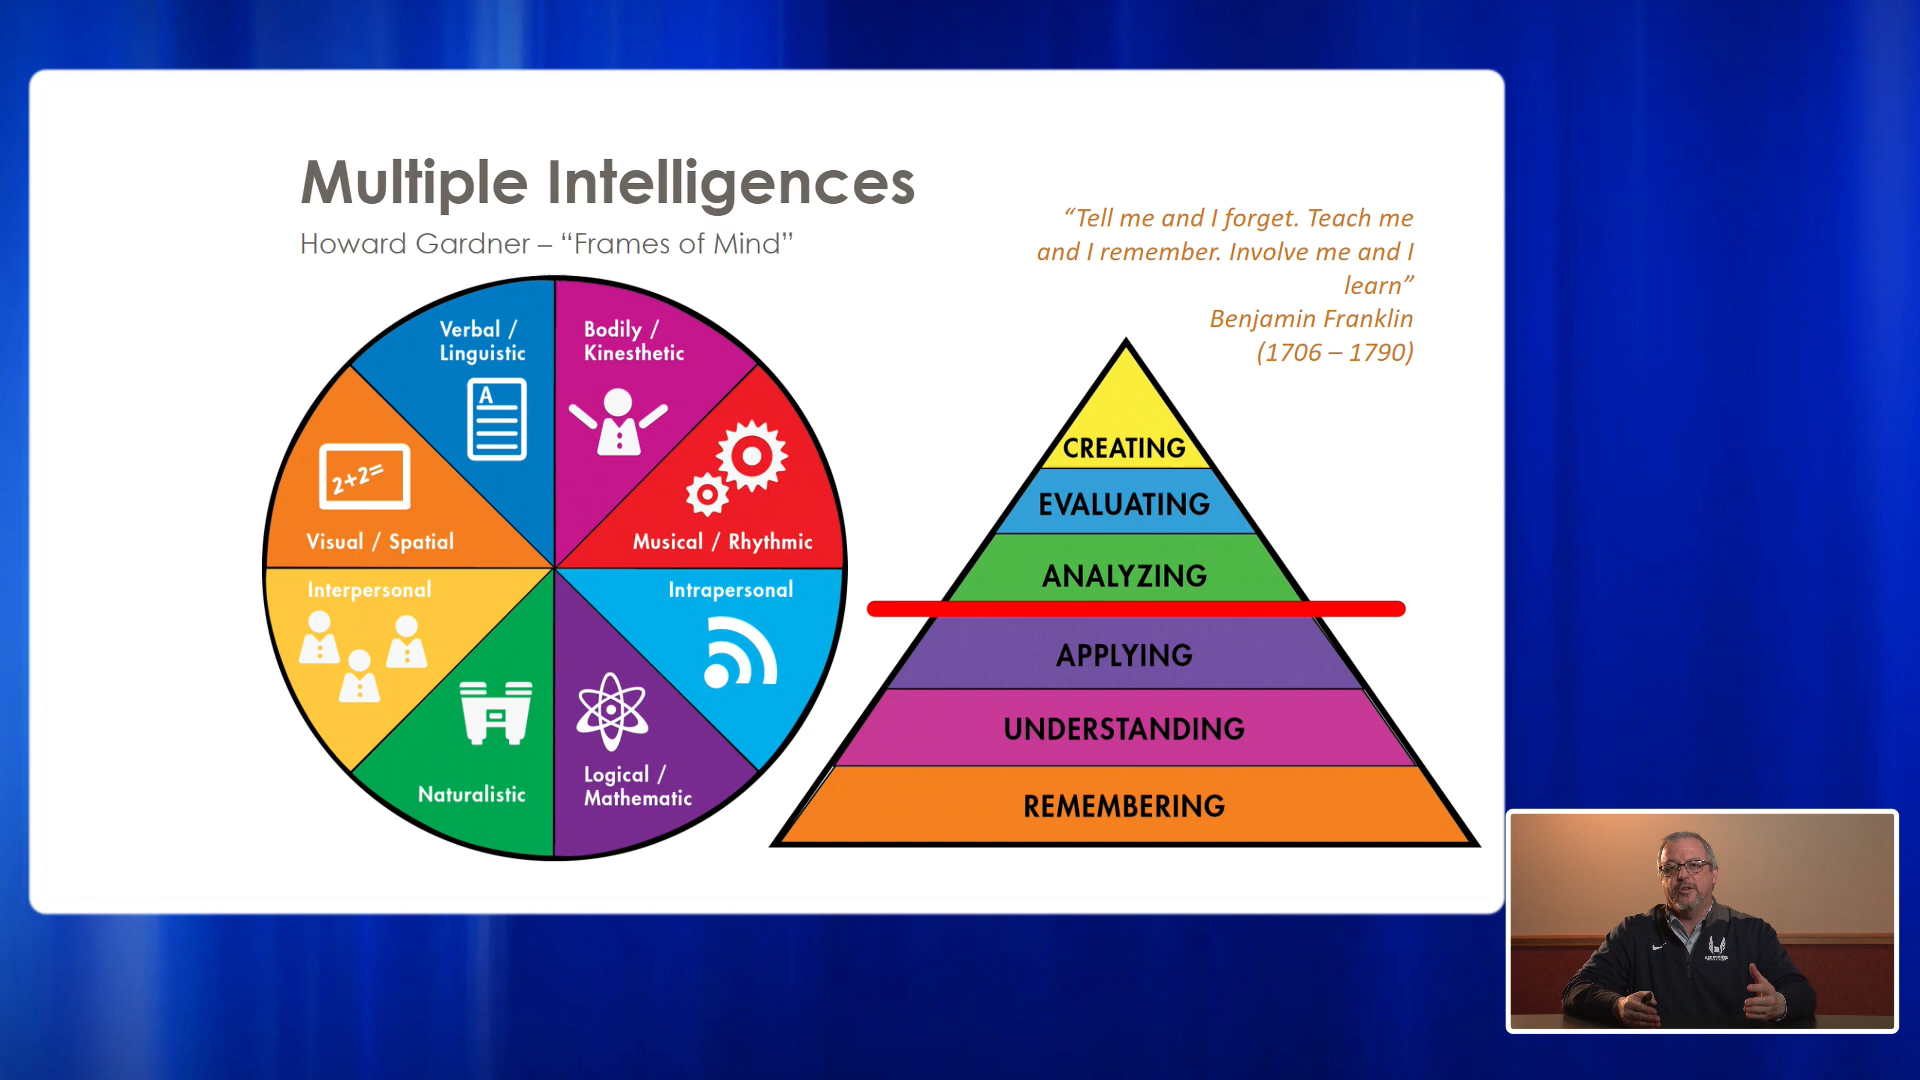 Multiple Intelligences
Howard Gardner – “Frames of Mind”
“Tell me and I forget. Teach me
and I remember. Involve me and I
learn”
Benjamin Franklin
(1706 – 1790)
Verbal /
Linguistic
A
Bodily /
Kinesthetic
2+2=
Visual / Spatial
Musical / Rhythmic
Interpersonal
Intrapersonal
Naturalistic
Logical /
Mathematic
CREATING
EVALUATING
ANALYZING
APPLYING
UNDERSTANDING
REMEMBERING